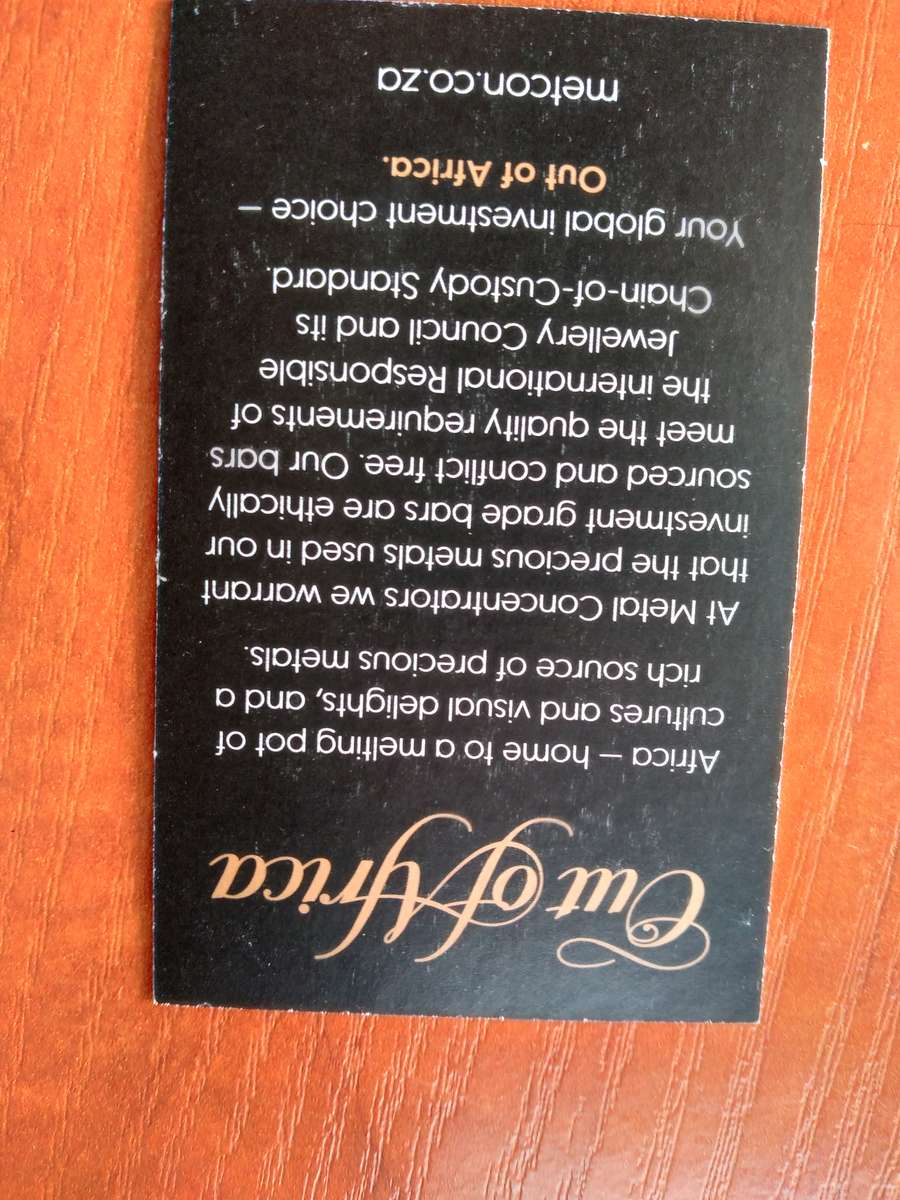 Out of Africa
Africa – home to a melting pot of
cultures and visual delights, and a
rich source of precious metals.
At Metal Concentrators we warrant
that the precious metals used in our
investment grade bars are ethically
sourced and conflict free. Our bars
meet the quality requirements of
the international Responsible
Jewellery Council and its
Chain-of-Custody Standard.
Your global investment choice –
Out of Africa.
metcon.co.za